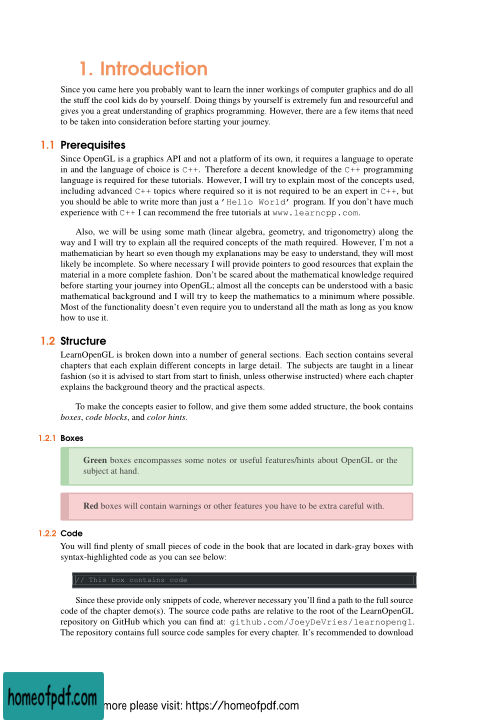 1. Introduction
Since you came here you probably want to learn the inner workings of computer graphics and do all
the stuff the cool kids do by yourself. Doing things by yourself is extremely fun and resourceful and
gives you a great understanding of graphics programming. However, there are a few items that need
to be taken into consideration before starting your journey.
1.1 Prerequisites
Since OpenGL is a graphics API and not a platform of its own, it requires a language to operate
in and the language of choice is C++. Therefore a decent knowledge of the C++ programming
language is required for these tutorials. However, I will try to explain most of the concepts used,
including advanced C++ topics where required so it is not required to be an expert in C++, but
you should be able to write more than just a 'Hello World' program. If you don't have much
experience with C++ I can recommend the free tutorials at www.learncpp.com.
Also, we will be using some math (linear algebra, geometry, and trigonometry) along the
way and I will try to explain all the required concepts of the math required. However, I'm not a
mathematician by heart so even though my explanations may be easy to understand, they will most
likely be incomplete. So where necessary I will provide pointers to good resources that explain the
material in a more complete fashion. Don't be scared about the mathematical knowledge required
before starting your journey into OpenGL; almost all the concepts can be understood with a basic
mathematical background and I will try to keep the mathematics to a minimum where possible.
Most of the functionality doesn't even require you to understand all the math as long as you know
how to use it.
1.2 Structure
LearnOpenGL is broken down into a number of general sections. Each section contains several
chapters that each explain different concepts in large detail. The subjects are taught in a linear
fashion (so it is advised to start from start to finish, unless otherwise instructed) where each chapter
explains the background theory and the practical aspects.
To make the concepts easier to follow, and give them some added structure, the book contains
boxes, code blocks, and color hints.
1.2.1 Boxes
Green boxes encompasses some notes or useful features/hints about OpenGL or the
subject at hand.
Red boxes will contain warnings or other features you have to be extra careful with.
1.2.2 Code
You will find plenty of small pieces of code in the book that are located in dark-gray boxes with
syntax-highlighted code as you can see below:
// This box contains code
Since these provide only snippets of code, wherever necessary you'll find a path to the full source
code of the chapter demo(s). The source code paths are relative to the root of the LearnOpenGL
repository on GitHub which you can find at: github.com/JoeyDeVries/learnopengl.
The repository contains full source code samples for every chapter. It's recommended to download
homeofpdf.com
more please visit: https://homeofpdf.com